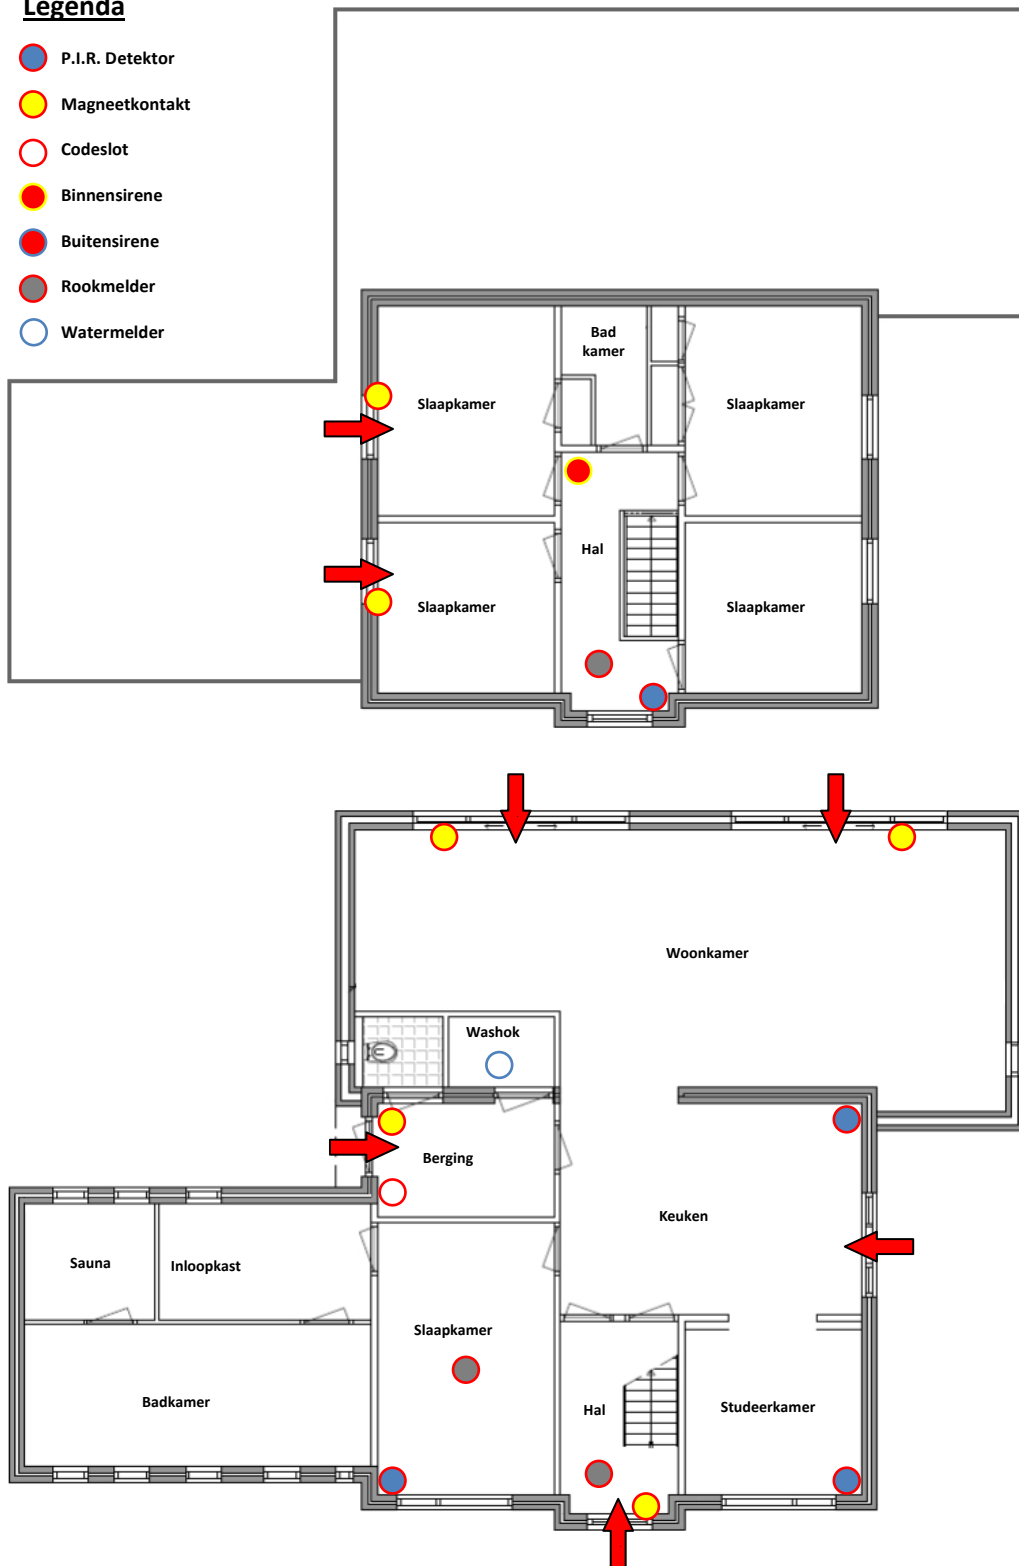 Legenda
P.I.R. Detektor
Magneetkontakt
Codeslot
Binnensirene
Buitensirene
Rookmelder
Watermelder
Bad
kamer
Slaapkamer
Slaapkamer
Hal
Slaapkamer
Slaapkamer
Woonkamer
Washok
Berging
Keuken
Sauna
Inloopkast
Slaapkamer
Badkamer
Hal
Studeerkamer